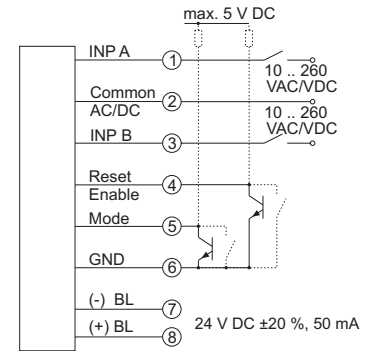 max. 5 V DC
INP A
1
10 .. 260
VAC/VDC
Common
2
AC/DC
10 .. 260
VAC/VDC
INP B
3
Reset
4
Enable
Mode
5
GND
6
(-) BL
7
(+) BL
8
24 V DC ±20 %, 50 mA